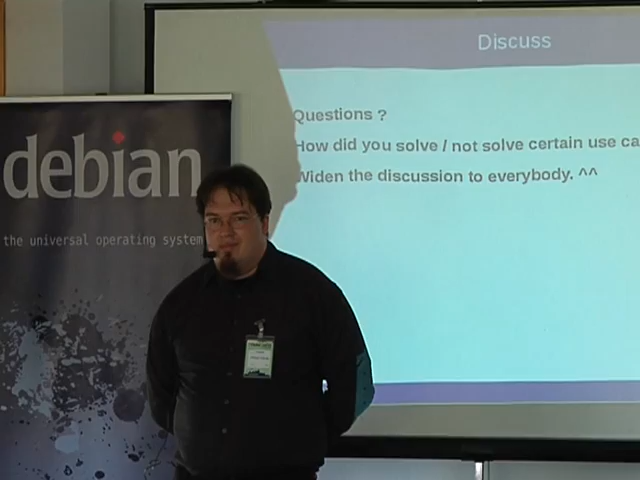 Discuss
Questions ?
How did you solve / not solve certain use ca
Widen the discussion to everybody. ^^
debian
the universal operating system